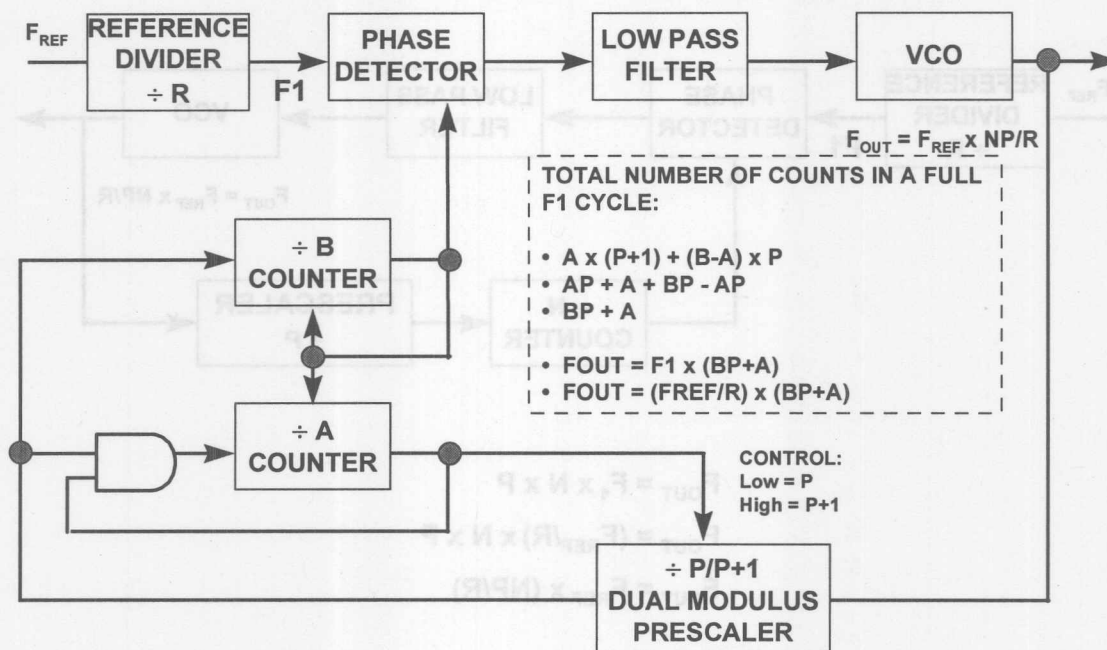 F_REF
REFERENCE
DIVIDER
÷ R
F1
PHASE
DETECTOR
LOW PASS
FILTER
VCO
F_OUT = F_REF x NP/R
TOTAL NUMBER OF COUNTS IN A FULL
F1 CYCLE:
• A x (P+1) + (B-A) x P
• AP + A + BP - AP
• BP + A
• FOUT = F1 x (BP+A)
• FOUT = (FREF/R) x (BP+A)
÷ B
COUNTER
÷ A
COUNTER
CONTROL:
Low = P
High = P+1
÷ P/P+1
DUAL MODULUS
PRESCALER